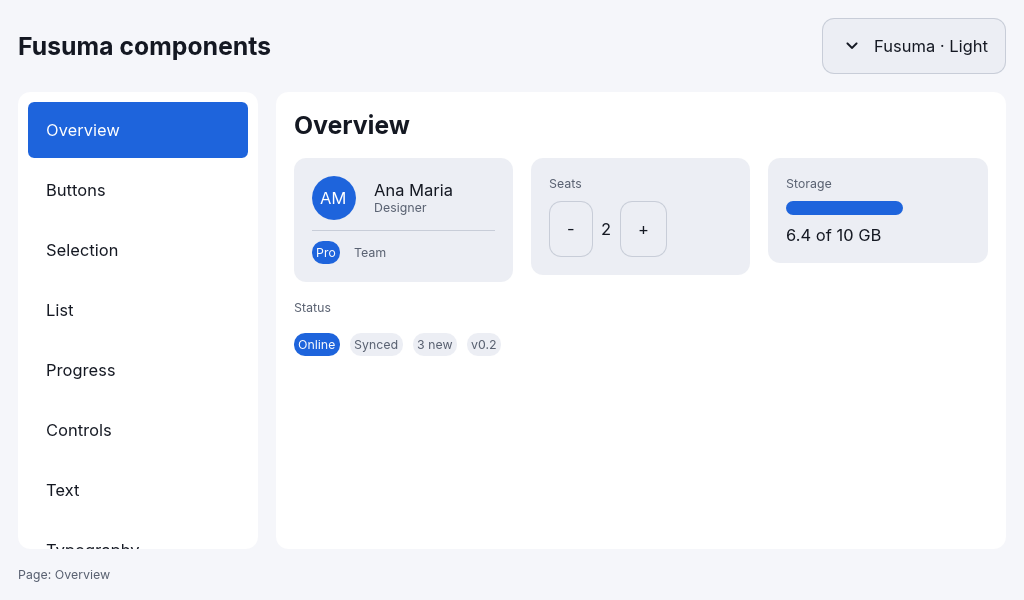 Fusuma components
Fusuma · Light
Overview
Buttons
Selection
List
Progress
Controls
Text
Typography
Overview
AM
Ana Maria
Designer
Pro
Team
Seats
-
2
+
Storage
6.4 of 10 GB
Status
Online
Synced
3 new
v0.2
Page: Overview